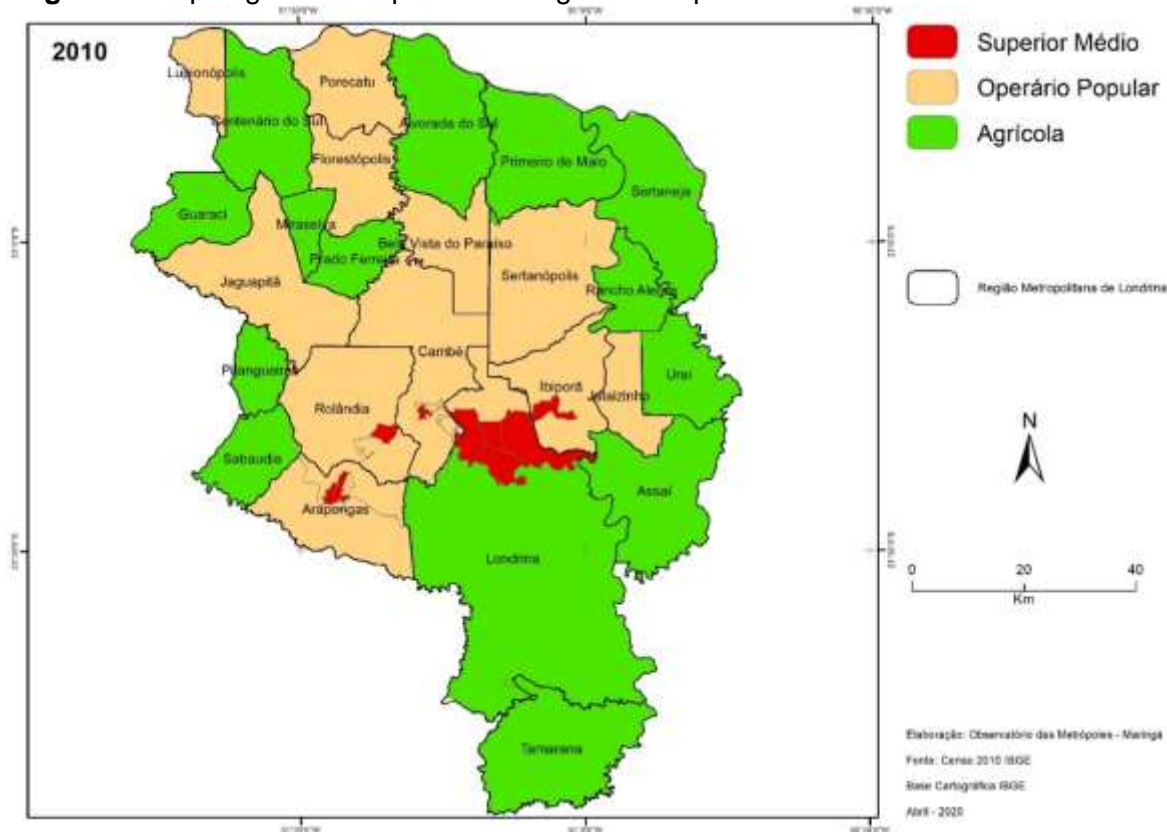 2010
Superior Médio
Operário Popular
Agrícola
Região Metropolitana de Londrina
Porecatu
Centenário do Sul
Alvorada do Sul
Florestópolis
Primeiro de Maio
Sertaneja
Guaraci
Miraselva
Prado Ferreira
Bela Vista do Paraíso
Sertanópolis
Jaguapitã
Rancho Alegre
Pitangueiras
Cambé
Ibiporã
Jataizinho
Uraí
Rolândia
Sabaudia
Assaí
Arapongas
Londrina
Tamarana
N
0 20 40
Km
Elaboração: Observatório das Metrópoles - Maringá
Fonte: Censo 2010 IBGE
Base Cartográfica IBGE
Abril - 2020